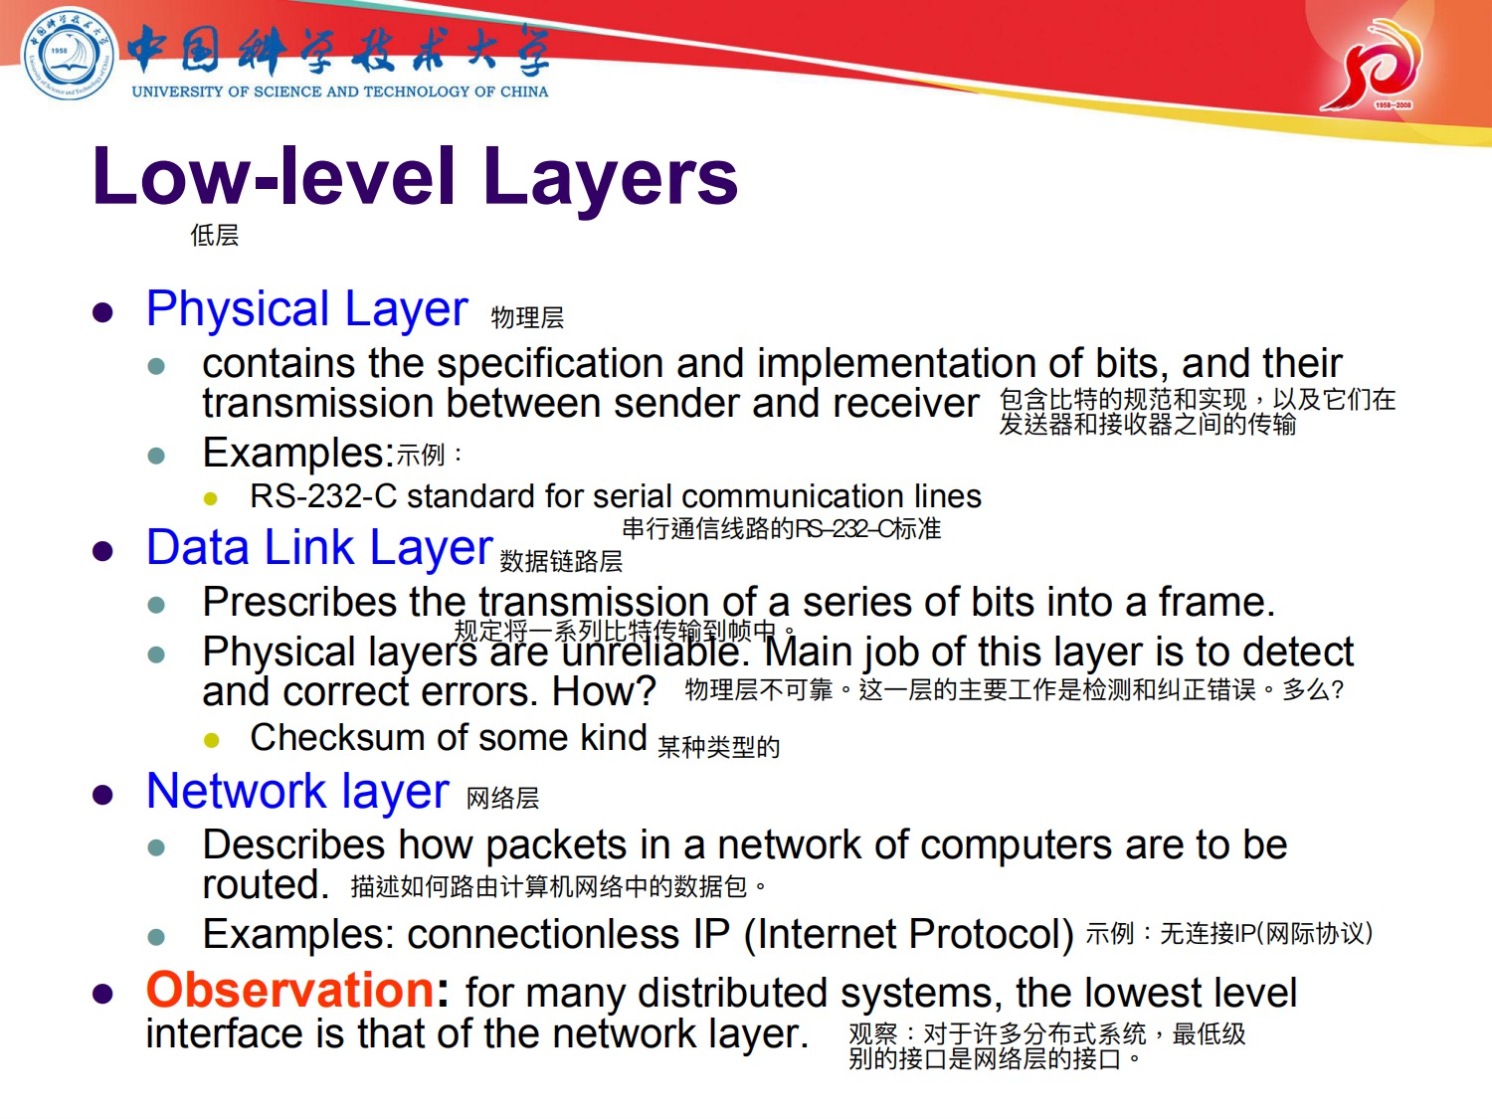 中国科学技术大学
UNIVERSITY OF SCIENCE AND TECHNOLOGY OF CHINA
1958
1958-2008
Low-level Layers
低层
Physical Layer 物理层
contains the specification and implementation of bits, and their
transmission between sender and receiver 包含比特的规范和实现，以及它们在
发送器和接收器之间的传输
Examples:示例：
RS-232-C standard for serial communication lines
串行通信线路的RS-232-C标准
Data Link Layer 数据链路层
Prescribes the transmission of a series of bits into a frame.
规定将一系列比特传输到帧中。
Physical layers are unreliable. Main job of this layer is to detect
and correct errors. How? 物理层不可靠。这一层的主要工作是检测和纠正错误。多么?
Checksum of some kind 某种类型的
Network layer 网络层
Describes how packets in a network of computers are to be
routed. 描述如何路由计算机网络中的数据包。
Examples: connectionless IP (Internet Protocol) 示例：无连接IP(网际协议)
Observation: for many distributed systems, the lowest level
interface is that of the network layer. 观察：对于许多分布式系统，最低级
别的接口是网络层的接口。